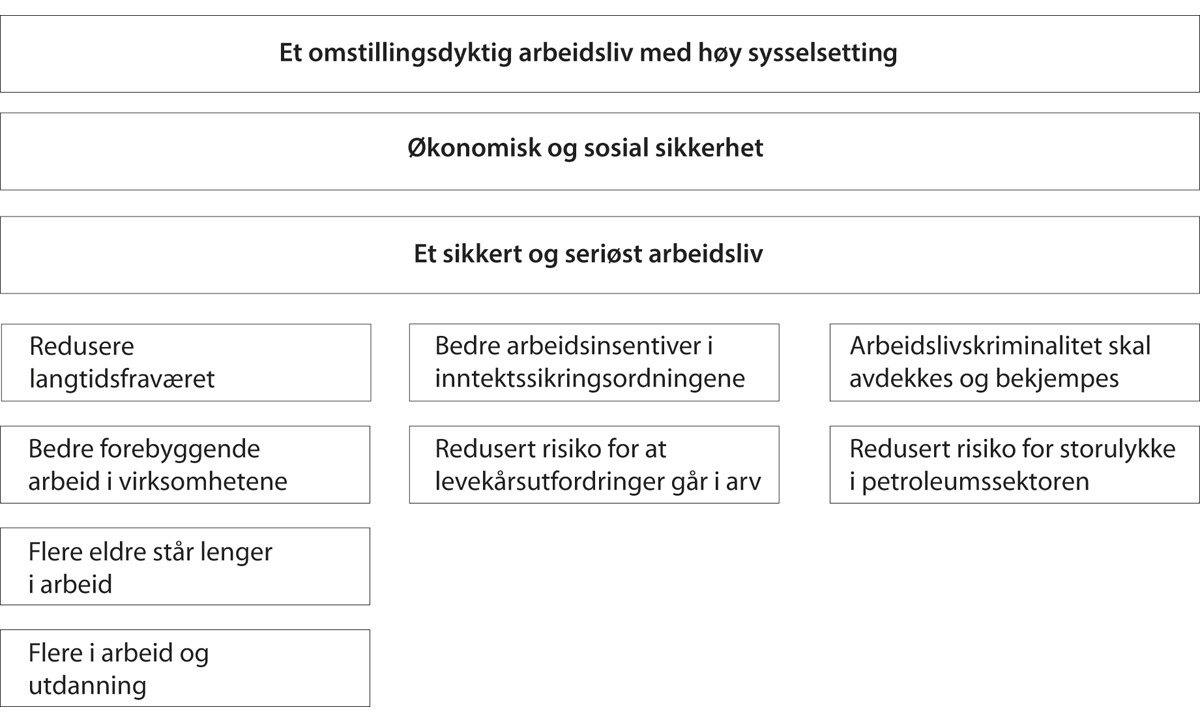 Et omstillingsdyktig arbeidsliv med høy sysselsetting
Økonomisk og sosial sikkerhet
Et sikkert og seriøst arbeidsliv
Redusere
langtidsfraværet
Bedre forebyggende
arbeid i virksomhetene
Flere eldre står lenger
i arbeid
Flere i arbeid og
utdanning
Bedre arbeidsinsentiver i
inntektssikringsordningene
Redusert risiko for at
levekårsutfordringer går i arv
Arbeidslivskriminalitet skal
avdekkes og bekjempes
Redusert risiko for storulykke
i petroleumssektoren